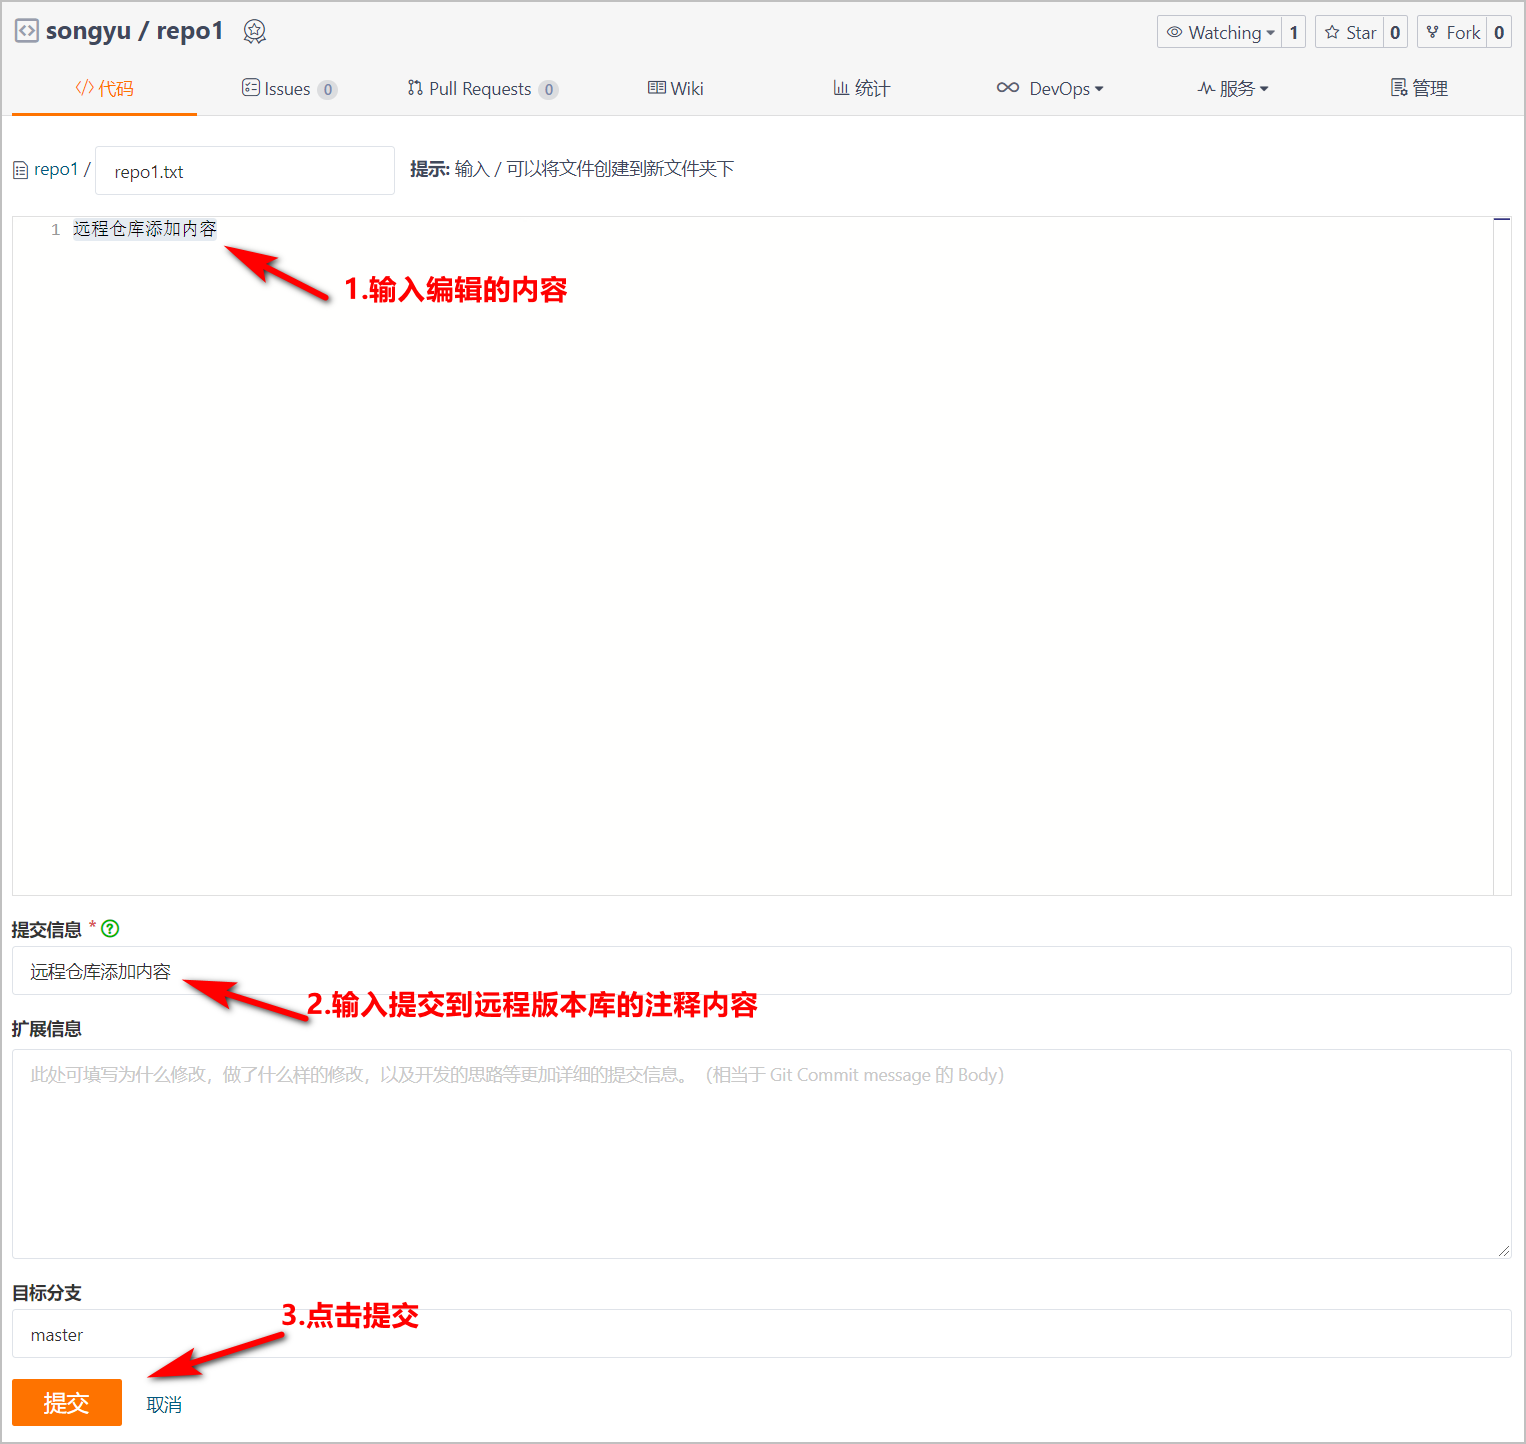 songyu / repo1
Watching 1 Star 0 Fork 0
代码 Issues 0 Pull Requests 0 Wiki 统计 DevOps 服务 管理
repo1 / repo1.txt 提示: 输入 / 可以将文件创建到新文件夹下
1 远程仓库添加内容
1.输入编辑的内容
提交信息 * ?
远程仓库添加内容
2.输入提交到远程版本库的注释内容
扩展信息
此处可填写为什么修改，做了什么样的修改，以及开发的思路等更加详细的提交信息。（相当于 Git Commit message 的 Body）
目标分支
3.点击提交
master
提交 取消